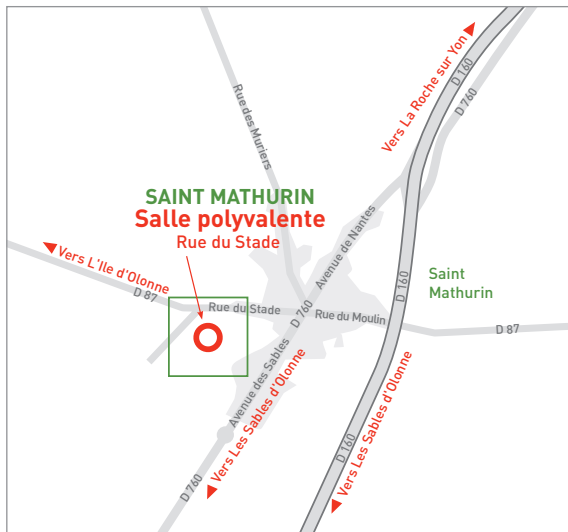 Vers La Roche sur Yon
D 160
D 760
Rue des Muriers
SAINT MATHURIN
Salle polyvalente
Rue du Stade
Avenue de Nantes
Vers L'Ile d'Olonne
D 87
Rue du Stade
D 760
Rue du Moulin
D 160
Saint
Mathurin
D 87
Avenue des Sables
Vers Les Sables d'Olonne
D 760
Vers Les Sables d'Olonne
D 160